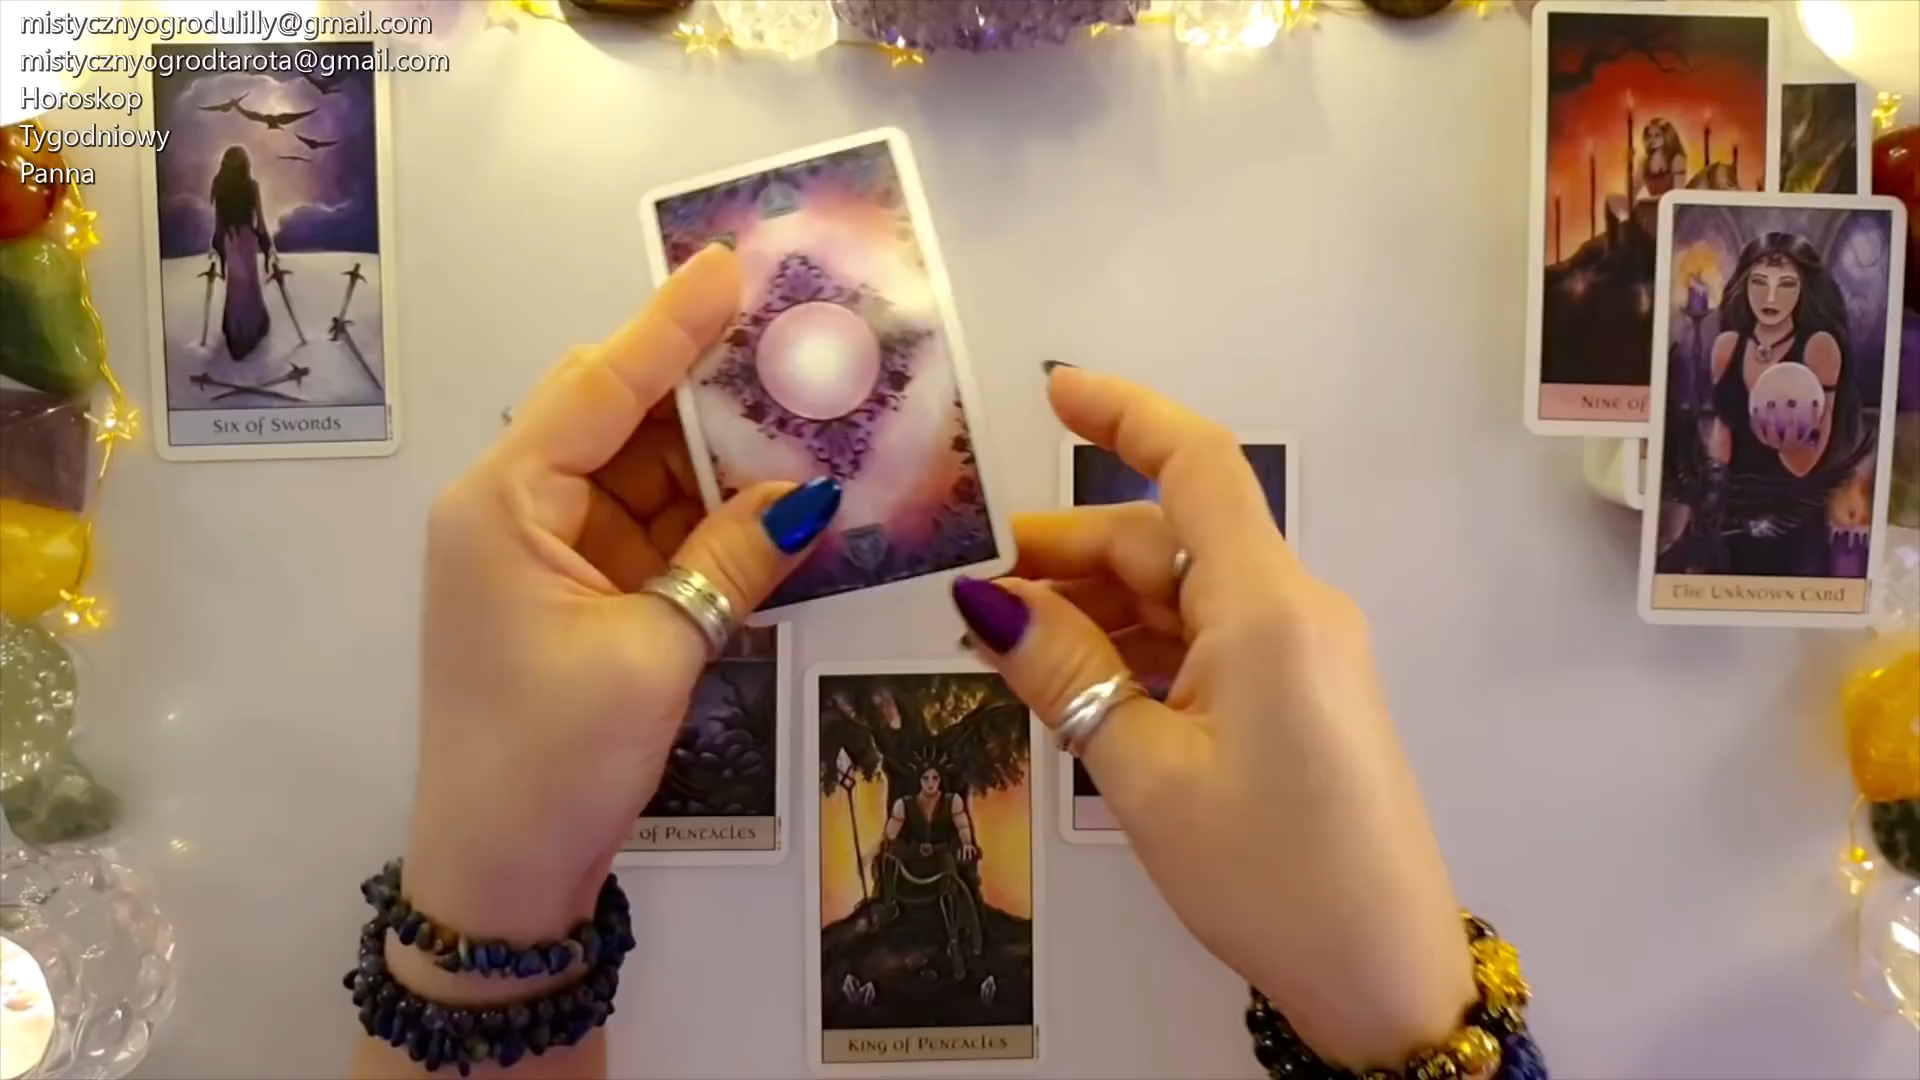 mistycznyogrodulilly@gmail.com
mistycznyogrodtarota@gmail.com
Horoskop
Tygodniowy
Panna
Six of Swords
Nine of
The Unknown Card
of Pentacles
King of Pentacles